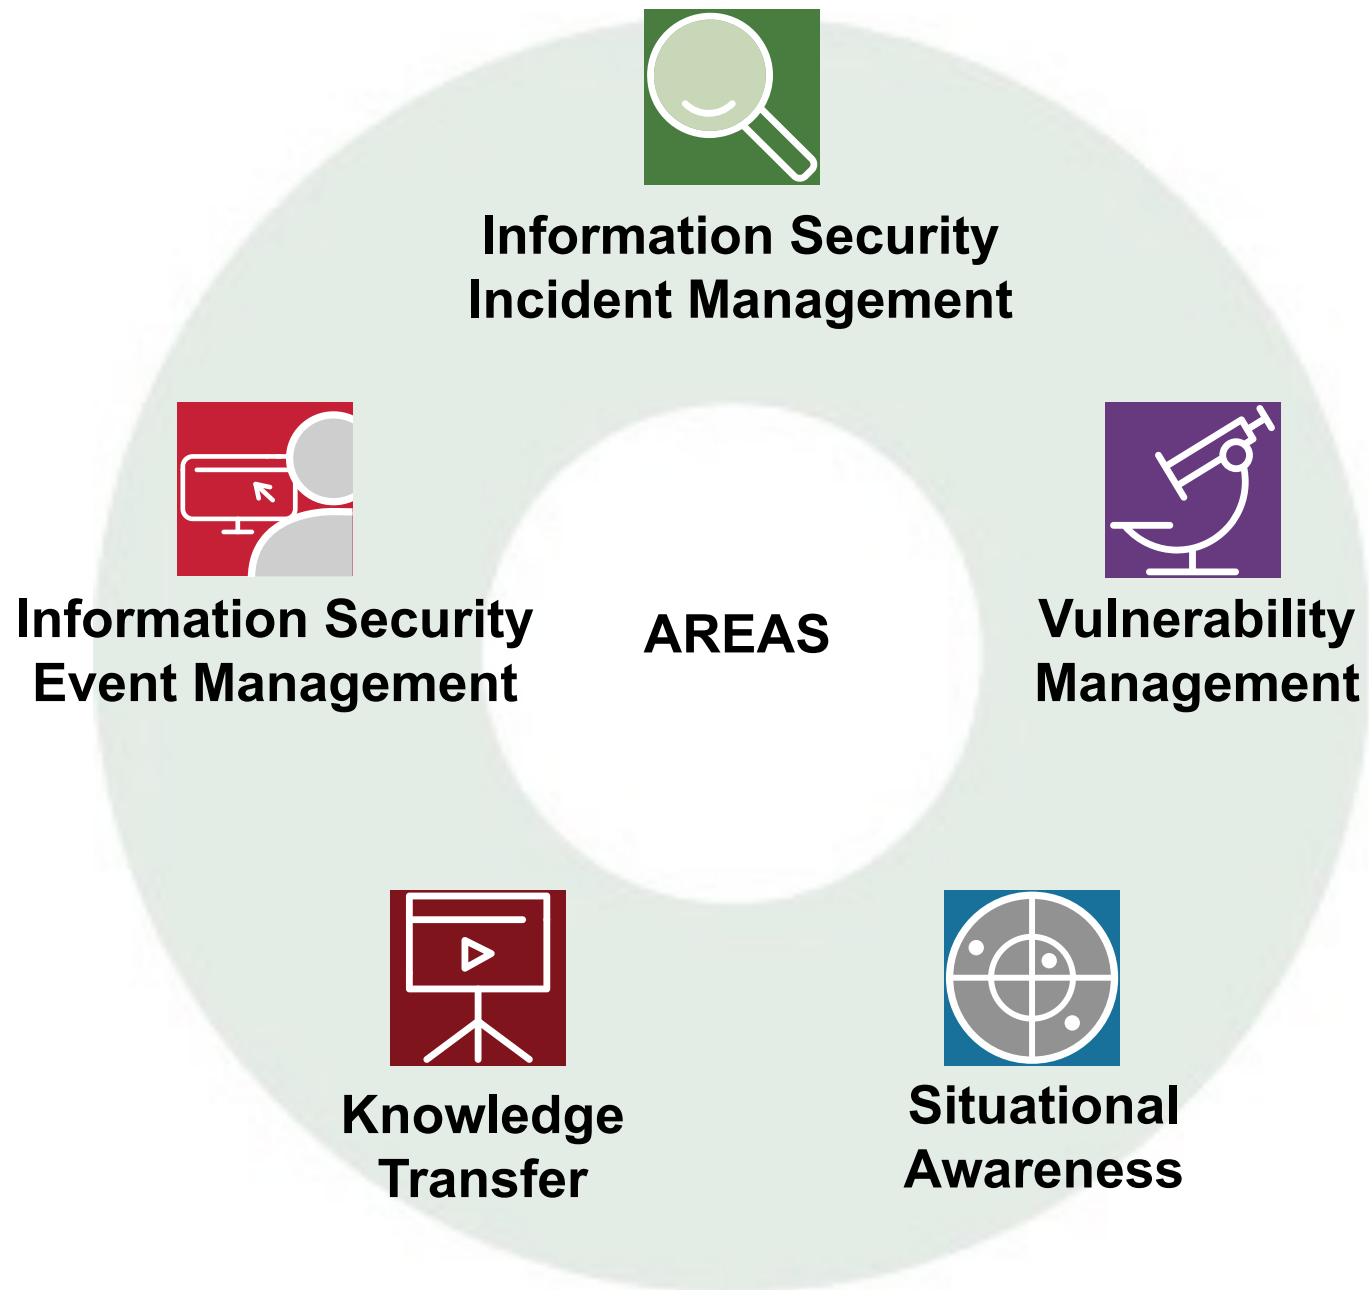 Information Security
Incident Management
Information Security
Event Management
AREAS
Vulnerability
Management
Knowledge
Transfer
Situational
Awareness